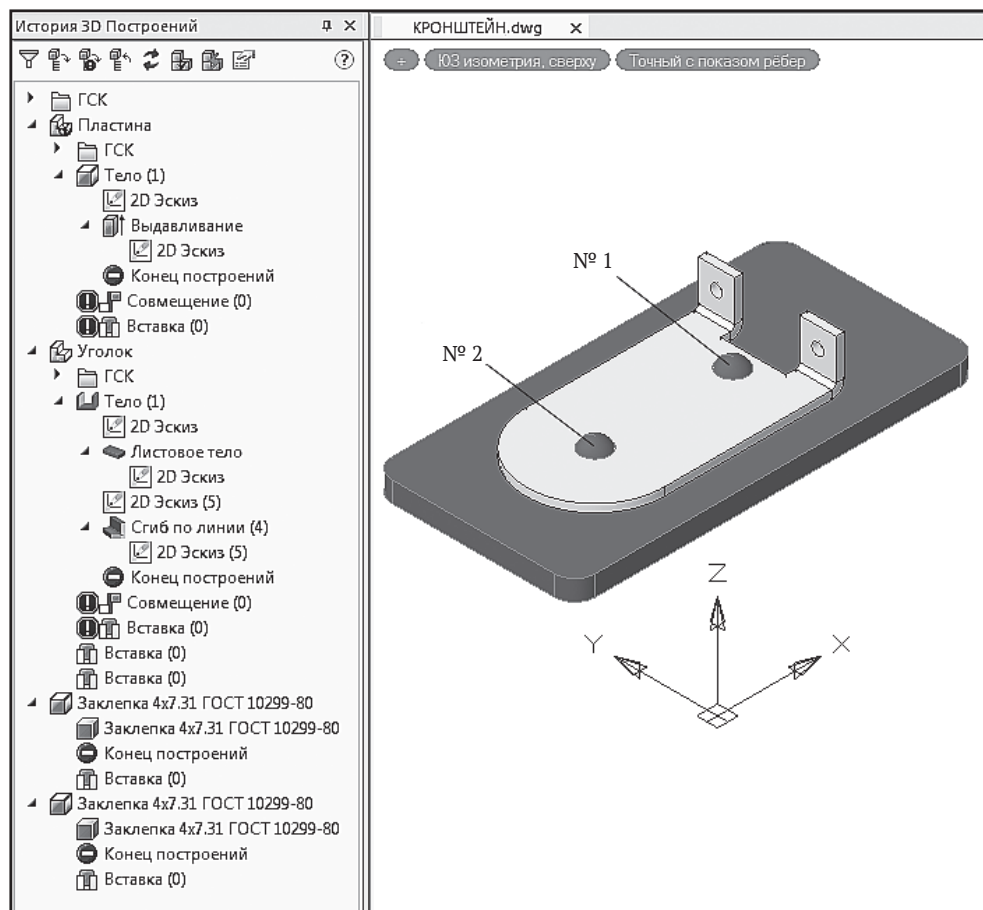 История 3D Построений
ГСК
Пластина
ГСК
Тело (1)
2D Эскиз
Выдавливание
2D Эскиз
Конец построений
Совмещение (0)
Вставка (0)
Уголок
ГСК
Тело (1)
2D Эскиз
Листовое тело
2D Эскиз
2D Эскиз (5)
Сгиб по линии (4)
2D Эскиз (5)
Конец построений
Совмещение (0)
Вставка (0)
Вставка (0)
Вставка (0)
Заклепка 4x7.31 ГОСТ 10299-80
Заклепка 4x7.31 ГОСТ 10299-80
Конец построений
Вставка (0)
Заклепка 4x7.31 ГОСТ 10299-80
Заклепка 4x7.31 ГОСТ 10299-80
Конец построений
Вставка (0)
КРОНШТЕЙН.dwg
+ ЮЗ изометрия, сверху Точный с показом рёбер
№ 1
№ 2
Z
Y X